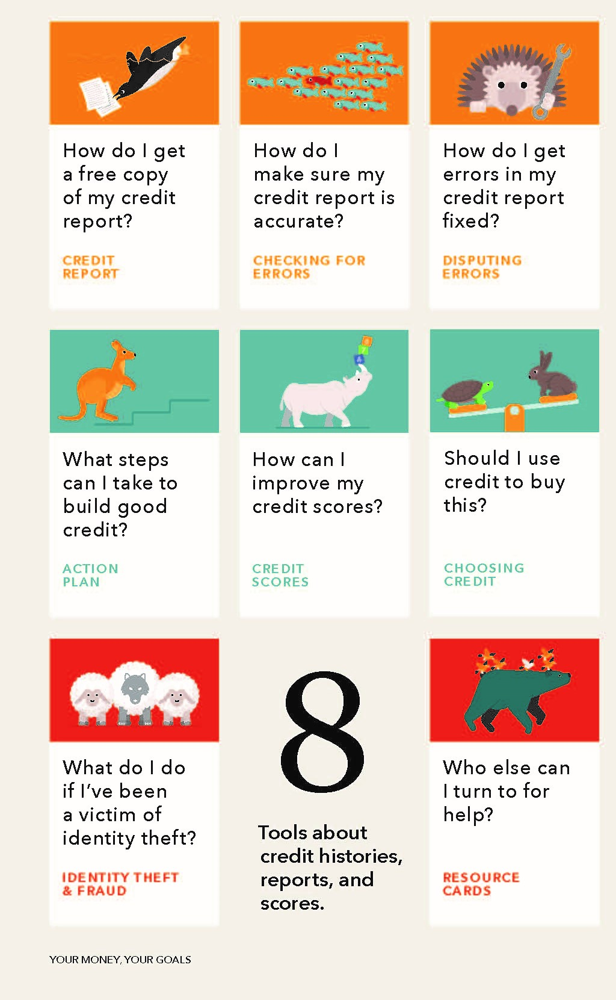 How do I get
a free copy
of my credit
report?
CREDIT
REPORT
How do I
make sure my
credit report is
accurate?
CHECKING FOR
ERRORS
How do I get
errors in my
credit report
fixed?
DISPUTING
ERRORS
What steps
can I take to
build good
credit?
ACTION
PLAN
7
4
How can I
improve my
credit scores?
CREDIT
SCORES
Should I use
credit to buy
this?
CHOOSING
CREDIT
What do I do
if I’ve been
a victim of
identity theft?
IDENTITY THEFT
& FRAUD
8
Tools about
credit histories,
reports, and
scores.
Who else can
I turn to for
help?
RESOURCE
CARDS
YOUR MONEY, YOUR GOALS